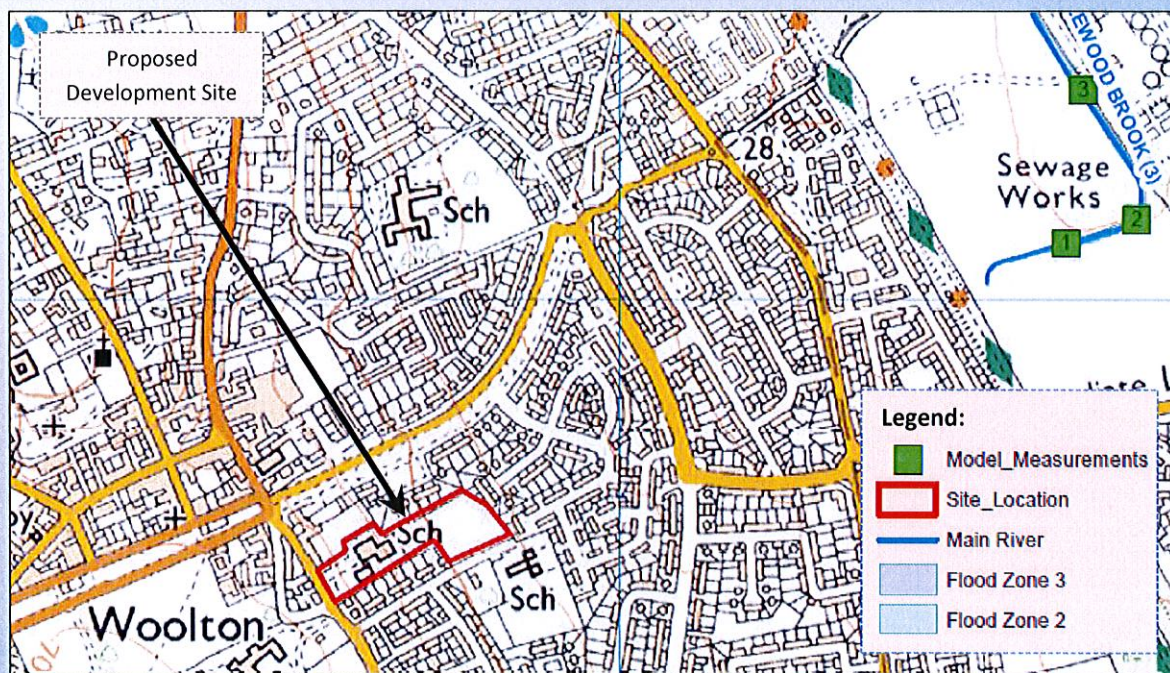 Proposed
Development Site
EWOOD BROOK (3)
3
28
Sewage
Works
2
1
Sch
Sch
Sch
Woolton
Legend:
Model_Measurements
Site_Location
Main River
Flood Zone 3
Flood Zone 2